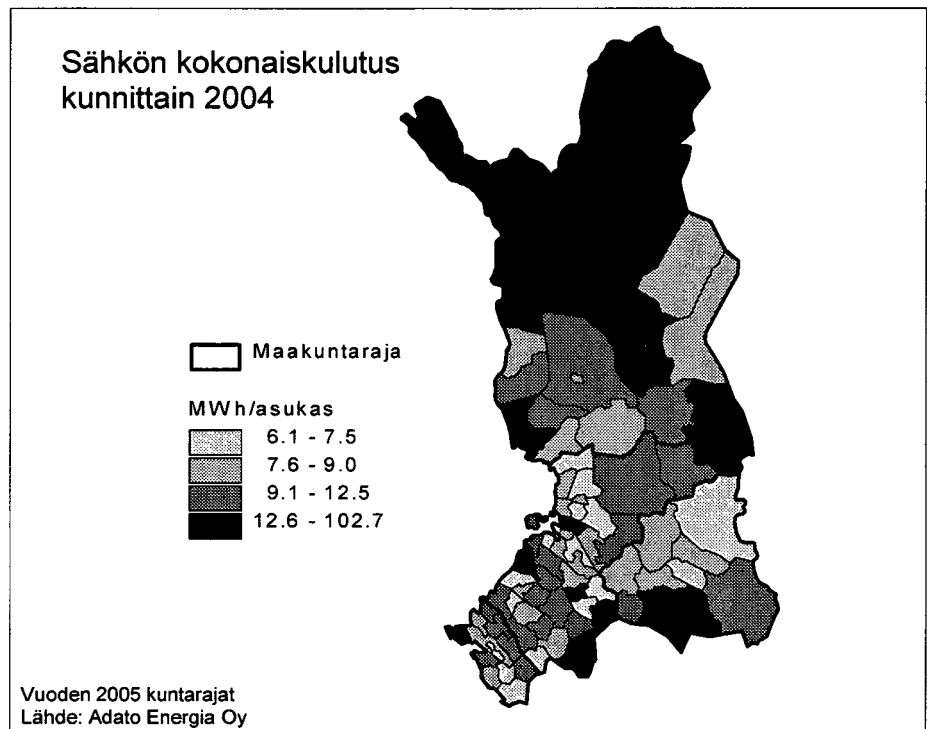 Sähkön kokonaiskulutus
kunnittain 2004
Maakuntaraja
MWh/asukas
6.1 - 7.5
7.6 - 9.0
9.1 - 12.5
12.6 - 102.7
Vuoden 2005 kuntarajat
Lähde: Adato Energia Oy